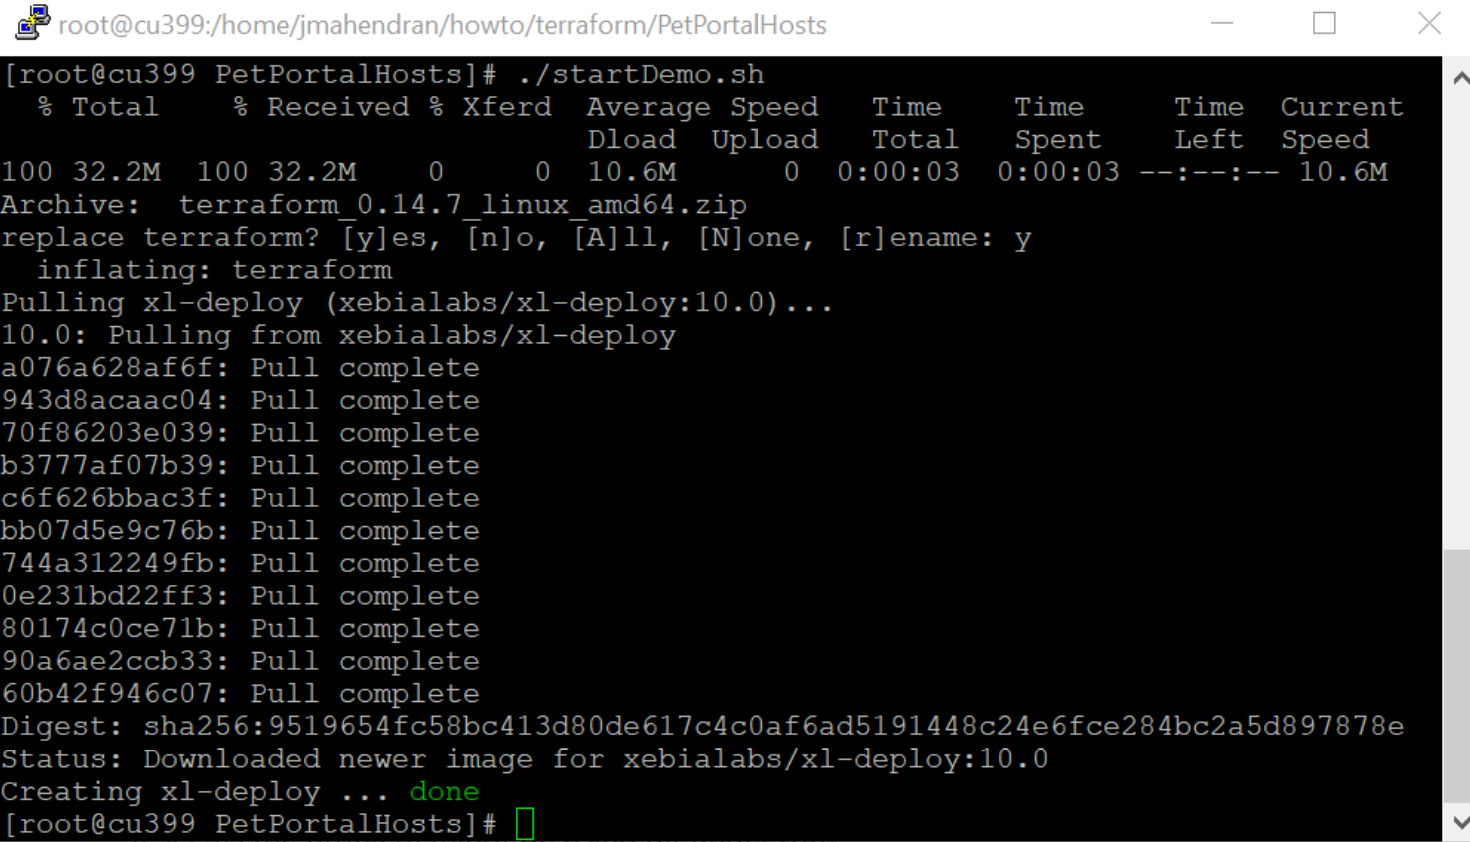 root@cu399:/home/jmahendran/howto/terraform/PetPortalHosts
[root@cu399 PetPortalHosts]# ./startDemo.sh
  % Total    % Received % Xferd  Average Speed   Time    Time     Time  Current
                                 Dload  Upload   Total   Spent    Left  Speed
100 32.2M  100 32.2M    0     0  10.6M      0  0:00:03  0:00:03 --:--:-- 10.6M
Archive:  terraform_0.14.7_linux_amd64.zip
replace terraform? [y]es, [n]o, [A]ll, [N]one, [r]ename: y
  inflating: terraform
Pulling xl-deploy (xebialabs/xl-deploy:10.0)...
10.0: Pulling from xebialabs/xl-deploy
a076a628af6f: Pull complete
943d8acaac04: Pull complete
70f86203e039: Pull complete
b3777af07b39: Pull complete
c6f626bbac3f: Pull complete
bb07d5e9c76b: Pull complete
744a312249fb: Pull complete
0e231bd22ff3: Pull complete
80174c0ce71b: Pull complete
90a6ae2ccb33: Pull complete
60b42f946c07: Pull complete
Digest: sha256:9519654fc58bc413d80de617c4c0af6ad5191448c24e6fce284bc2a5d897878e
Status: Downloaded newer image for xebialabs/xl-deploy:10.0
Creating xl-deploy ... done
[root@cu399 PetPortalHosts]#